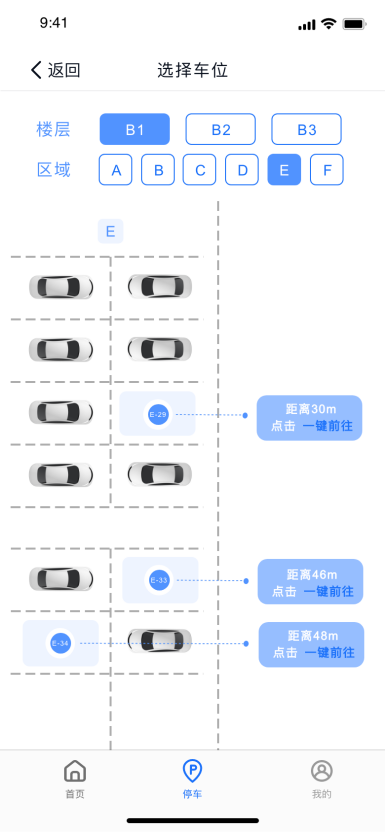 9:41
返回 选择车位
楼层 B1 B2 B3
区域 A B C D E F
E
E-29 距离30m
点击 一键前往
E-33 距离46m
点击 一键前往
E-34 距离48m
点击 一键前往
P
首页 停车 我的